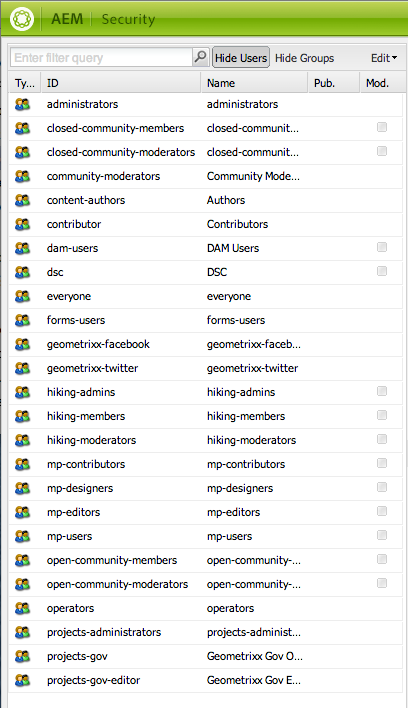 AEM Security
Enter filter query Hide Users Hide Groups Edit
Ty... ID Name Pub. Mod.
administrators administrators
closed-community-members closed-communit...
closed-community-moderators closed-communit...
community-moderators Community Mode...
content-authors Authors
contributor Contributors
dam-users DAM Users
dsc DSC
everyone everyone
forms-users forms-users
geometrixx-facebook geometrixx-faceb...
geometrixx-twitter geometrixx-twitter
hiking-admins hiking-admins
hiking-members hiking-members
hiking-moderators hiking-moderators
mp-contributors mp-contributors
mp-designers mp-designers
mp-editors mp-editors
mp-users mp-users
open-community-members open-community-...
open-community-moderators open-community-...
operators operators
projects-administrators projects-administ...
projects-gov Geometrixx Gov O...
projects-gov-editor Geometrixx Gov E...